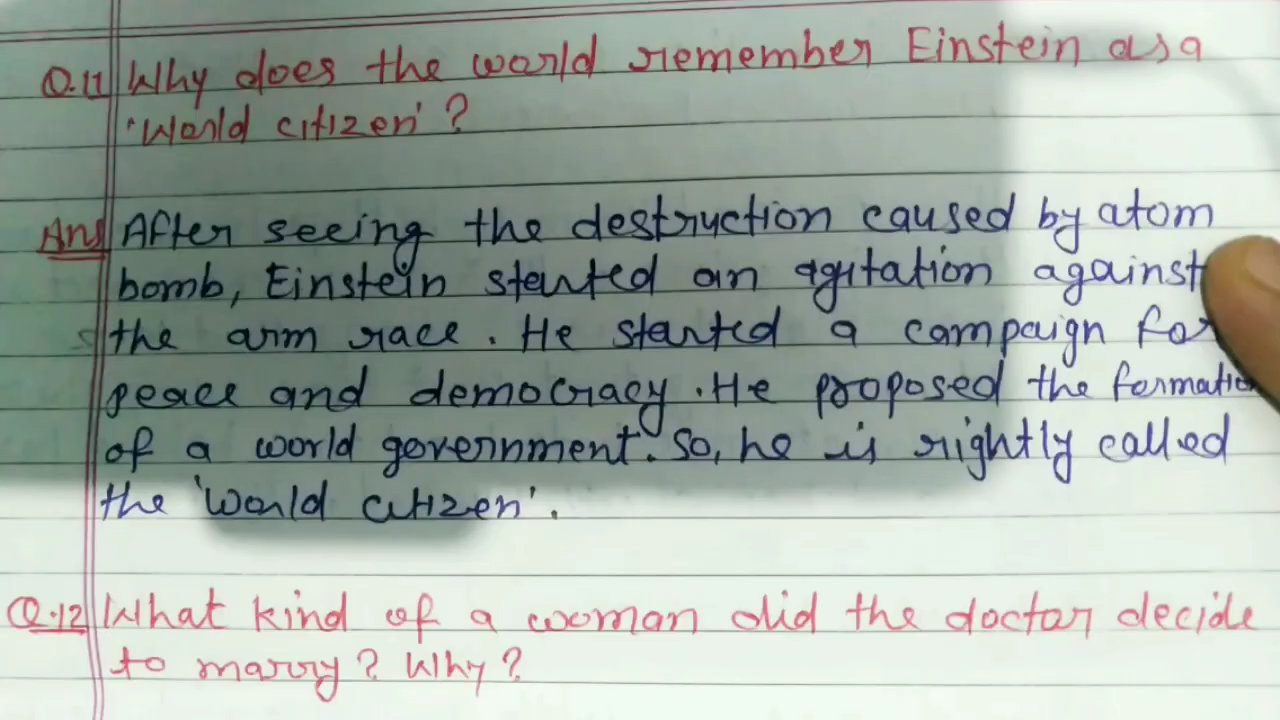 Q.11 Why does the world remember Einstein as a
'World citizen'?
Ans After seeing the destruction caused by atom
bomb, Einstein started an agitation against
the arm race. He started a campaign for
peace and democracy. He proposed the formation
of a world government. So, he is rightly called
the 'World citizen'.
Q.12 What kind of a woman did the doctor decide
to marry? Why?